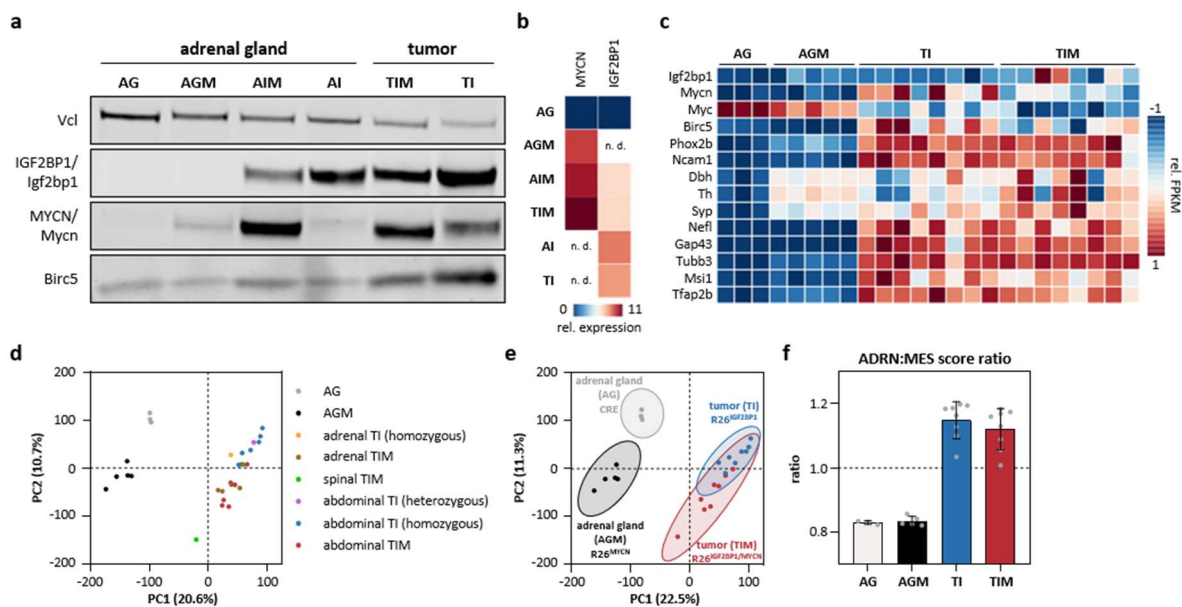 a
adrenal gland
tumor
AG AGM AIM AI TIM TI
Vcl
IGF2BP1/
Igf2bp1
MYCN/
Mycn
Birc5
b
MYCN
IGF2BP1
AG
AGM n. d.
AIM
TIM
AI n. d.
TI n. d.
0 11
rel. expression
c
AG AGM TI TIM
Igf2bp1
Mycn
Myc
Birc5
Phox2b
Ncam1
Dbh
Th
Syp
Nefl
Gap43
Tubb3
Msi1
Tfap2b
-1
rel. FPKM
1
d
200
100
0
-100
-200
PC2 (10.7%)
-200 -100 0 100
PC1 (20.6%)
AG
AGM
adrenal TI (homozygous)
adrenal TIM
spinal TIM
abdominal TI (heterozygous)
abdominal TI (homozygous)
abdominal TIM
e
200
100
0
-100
-200
PC2 (11.3%)
-200 -100 0 100
PC1 (22.5%)
adrenal gland
(AG)
CRE
tumor (TI)
R26IGF2BP1
adrenal gland
(AGM)
R26MYCN
tumor (TIM)
R26IGF2BP1/MYCN
f
ADRN:MES score ratio
1.2
1.0
0.8
ratio
AG AGM TI TIM